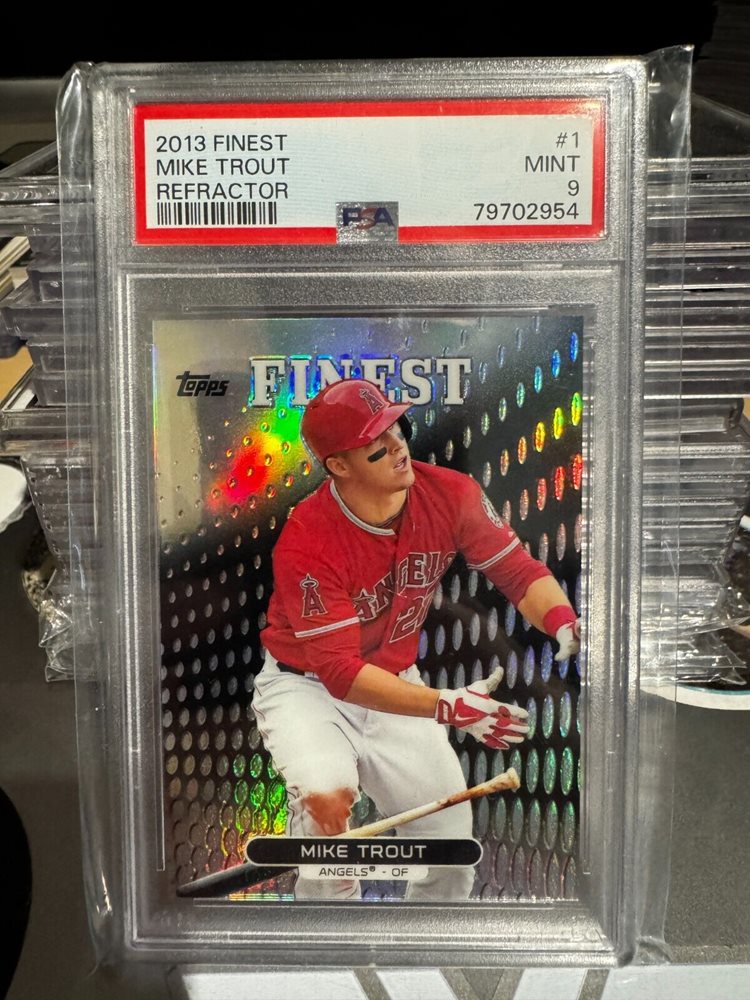 2013 FINEST #1
MIKE TROUT MINT
REFRACTOR 9
79702954
PSA
Topps FINEST
A
A
ANGELS
MIKE TROUT
ANGELS® - OF